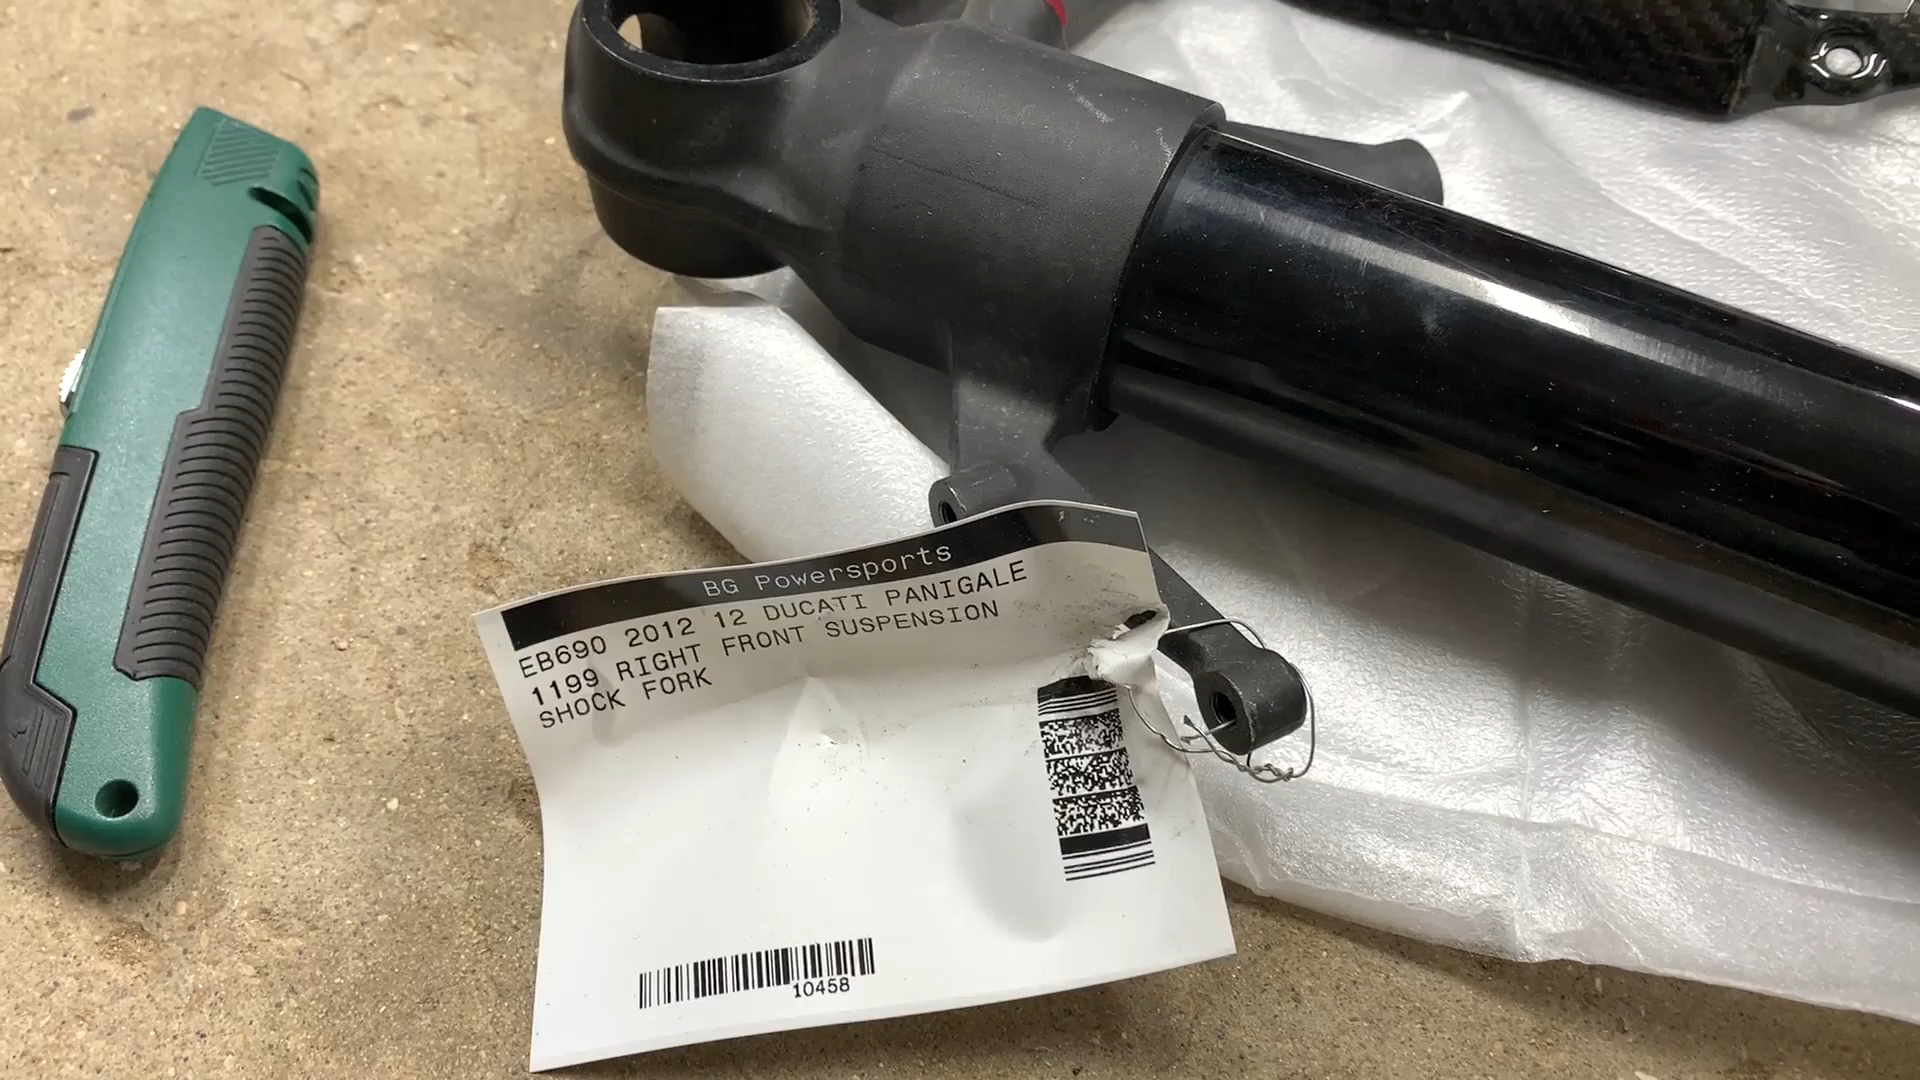 BG Powersports
EB690 2012 12 DUCATI PANIGALE
1199 RIGHT FRONT SUSPENSION
SHOCK FORK
10458